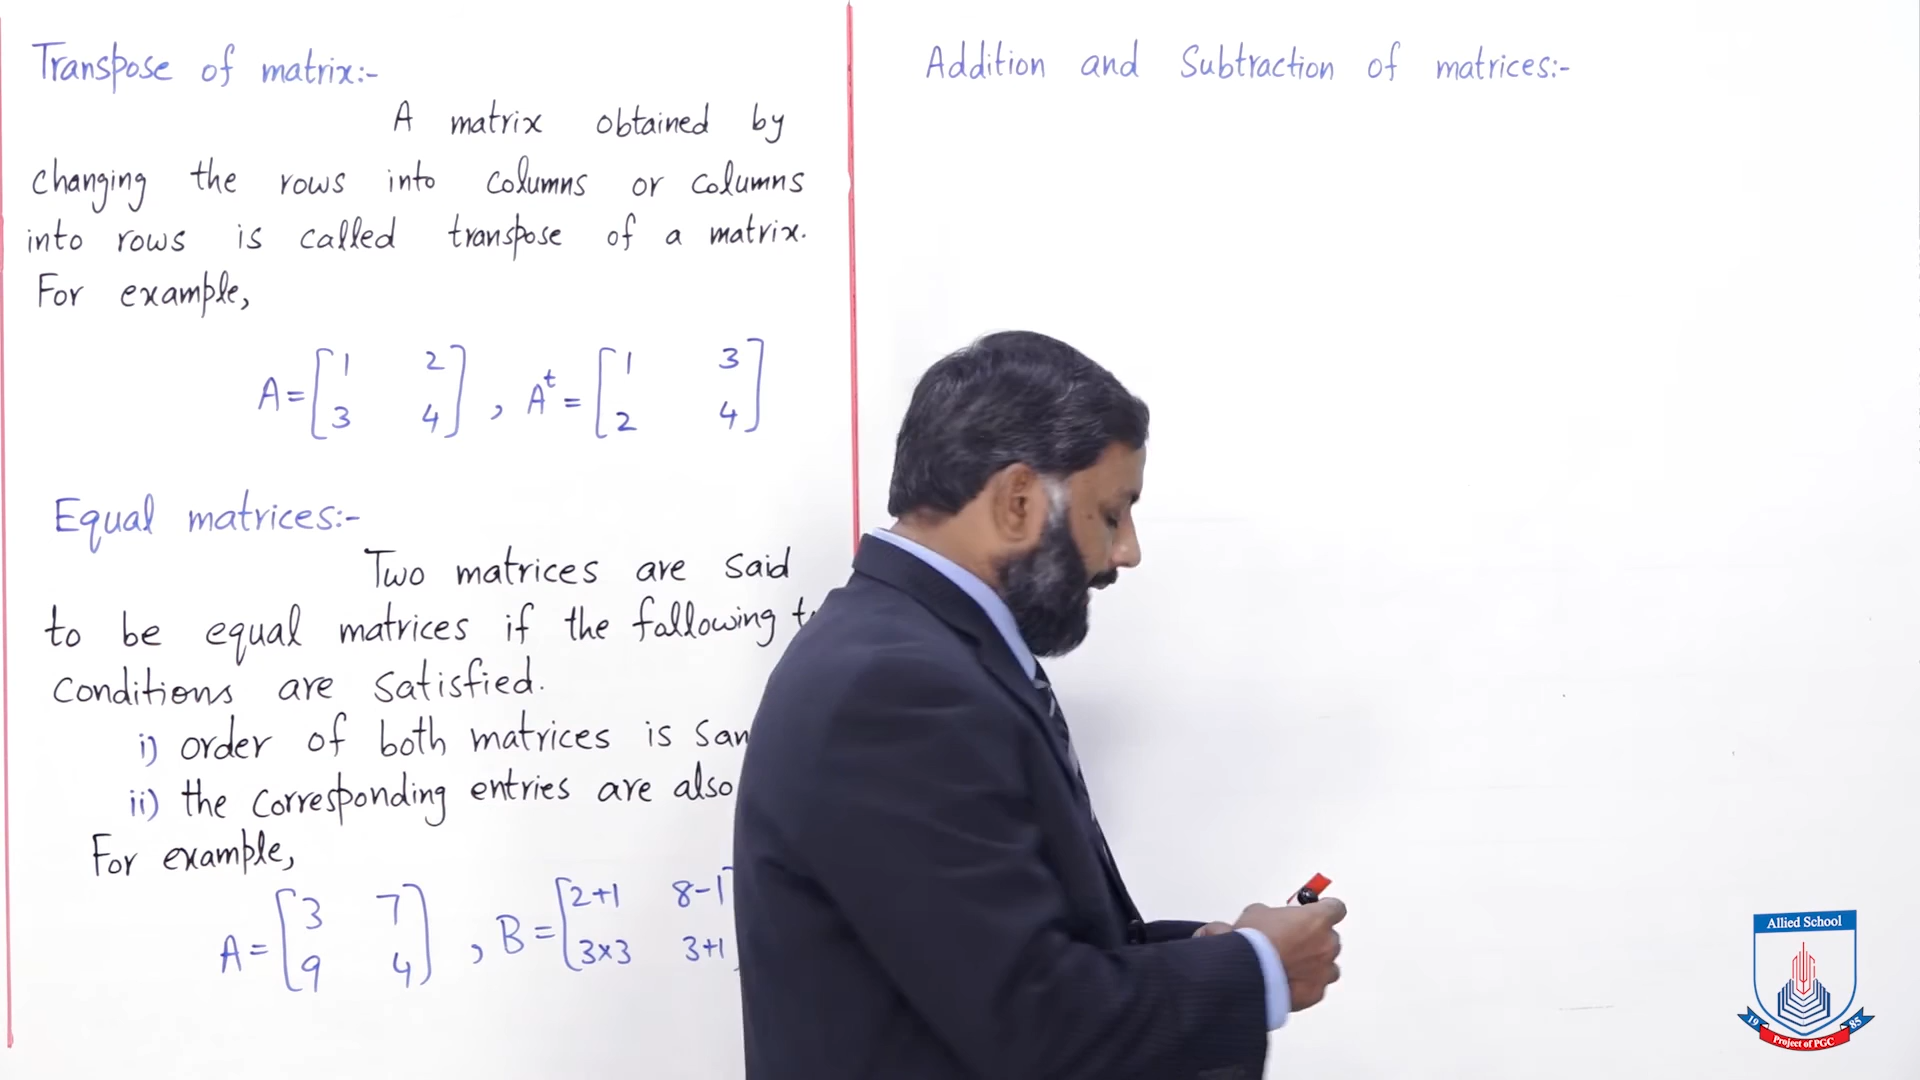 Transpose of matrix:-
A matrix obtained by
changing the rows into columns or columns
into rows is called transpose of a matrix.
For example,
A = [1 2
3 4] , Aᵗ = [1 3
2 4]
Equal matrices:-
Two matrices are said
to be equal matrices if the following
conditions are satisfied.
i) order of both matrices is
ii) the corresponding entries are also
For example,
A = [3 7
9 4] , B = [2+1 8-1
3×3 3+1
Addition and Subtraction of matrices:-
Allied School
19 85
Project of PGC